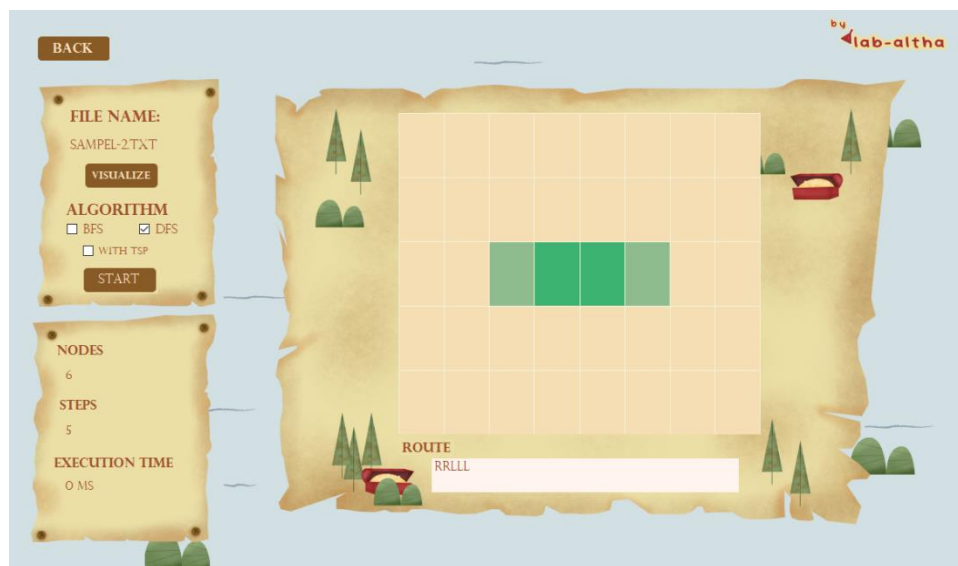 BACK
by
lab-altha
FILE NAME:
SAMPEL-2.TXT
VISUALIZE
ALGORITHM
BFS DFS
WITH TSP
START
NODES
6
STEPS
5
EXECUTION TIME
0 MS
ROUTE
RRLLL